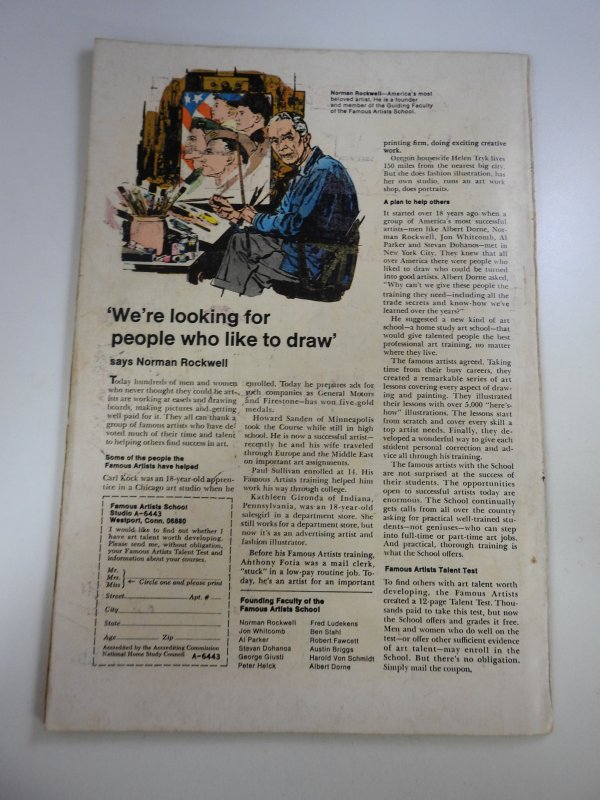 Norman Rockwell—America's most
beloved artist. He is a founder
and member of the Guiding Faculty
of the Famous Artists School.
'We're looking for
people who like to draw'
says Norman Rockwell
Today hundreds of men and women
who never thought they could be art-
ists are working at easels and drawing
boards, making pictures and getting
well paid for it. They all can thank a
group of famous artists who have de-
voted much of their time and talent
to helping others find success in art.
Some of the people the
Famous Artists have helped
Carl Kock was an 18-year-old appren-
tice in a Chicago art studio when he
Famous Artists School
Studio A-6443
Westport, Conn. 06880
I would like to find out whether I
have art talent worth developing.
Please send me, without obligation,
your Famous Artists Talent Test and
information about your courses.
Mr.
Mrs.
Miss
← Circle one and please print
Street Apt. #
City
State
Age Zip
Accredited by the Accrediting Commission
National Home Study Council A-6443
enrolled. Today he prepares ads for
such companies as General Motors
and Firestone—has won five gold
medals.
Howard Sanden of Minneapolis
took the Course while still in high
school. He is now a successful artist—
recently he and his wife traveled
through Europe and the Middle East
on important art assignments.
Paul Sullivan enrolled at 14. His
Famous Artists training helped him
work his way through college.
Kathleen Gironda of Indiana,
Pennsylvania, was an 18-year-old
salesgirl in a department store. She
still works for a department store, but
now it's as an advertising artist and
fashion illustrator.
Before his Famous Artists training,
Anthony Fotia was a mail clerk,
"stuck" in a low-pay routine job. To-
day, he's an artist for an important
Founding Faculty of the
Famous Artists School
Norman Rockwell
Jon Whitcomb
Al Parker
Stevan Dohanos
George Giusti
Peter Helck
Fred Ludekens
Ben Stahl
Robert Fawcett
Austin Briggs
Harold Von Schmidt
Albert Dorne
printing firm, doing exciting creative
work.
Oregon housewife Helen Tryk lives
150 miles from the nearest big city.
But she does fashion illustration, has
her own studio, runs an art work
shop, does portraits.
A plan to help others
It started over 18 years ago when a
group of America's most successful
artists—men like Albert Dorne, Nor-
man Rockwell, Jon Whitcomb, Al
Parker and Stevan Dohanos—met in
New York City. They knew that all
over America there were people who
liked to draw who could be turned
into good artists. Albert Dorne asked,
"Why can't we give these people the
training they need—including all the
trade secrets and know-how we've
learned over the years?"
He suggested a new kind of art
school—a home study art school—that
would give talented people the best
professional art training, no matter
where they live.
The famous artists agreed. Taking
time from their busy careers, they
created a remarkable series of art
lessons covering every aspect of draw-
ing and painting. They illustrated
their lessons with over 5,000 "here's-
how" illustrations. The lessons start
from scratch and cover every skill a
top artist needs. Finally, they de-
veloped a wonderful way to give each
student personal correction and ad-
vice all through his training.
The famous artists with the School
are not surprised at the success of
their students. The opportunities
open to successful artists today are
enormous. The School continually
gets calls from all over the country
asking for practical well-trained stu-
dents—not geniuses—who can step
into full-time or part-time art jobs.
And practical, thorough training is
what the School offers.
Famous Artists Talent Test
To find others with art talent worth
developing, the Famous Artists
created a 12-page Talent Test. Thou-
sands paid to take this test, but now
the School offers and grades it free.
Men and women who do well on the
test—or offer other sufficient evidence
of art talent—may enroll in the
School. But there's no obligation.
Simply mail the coupon,